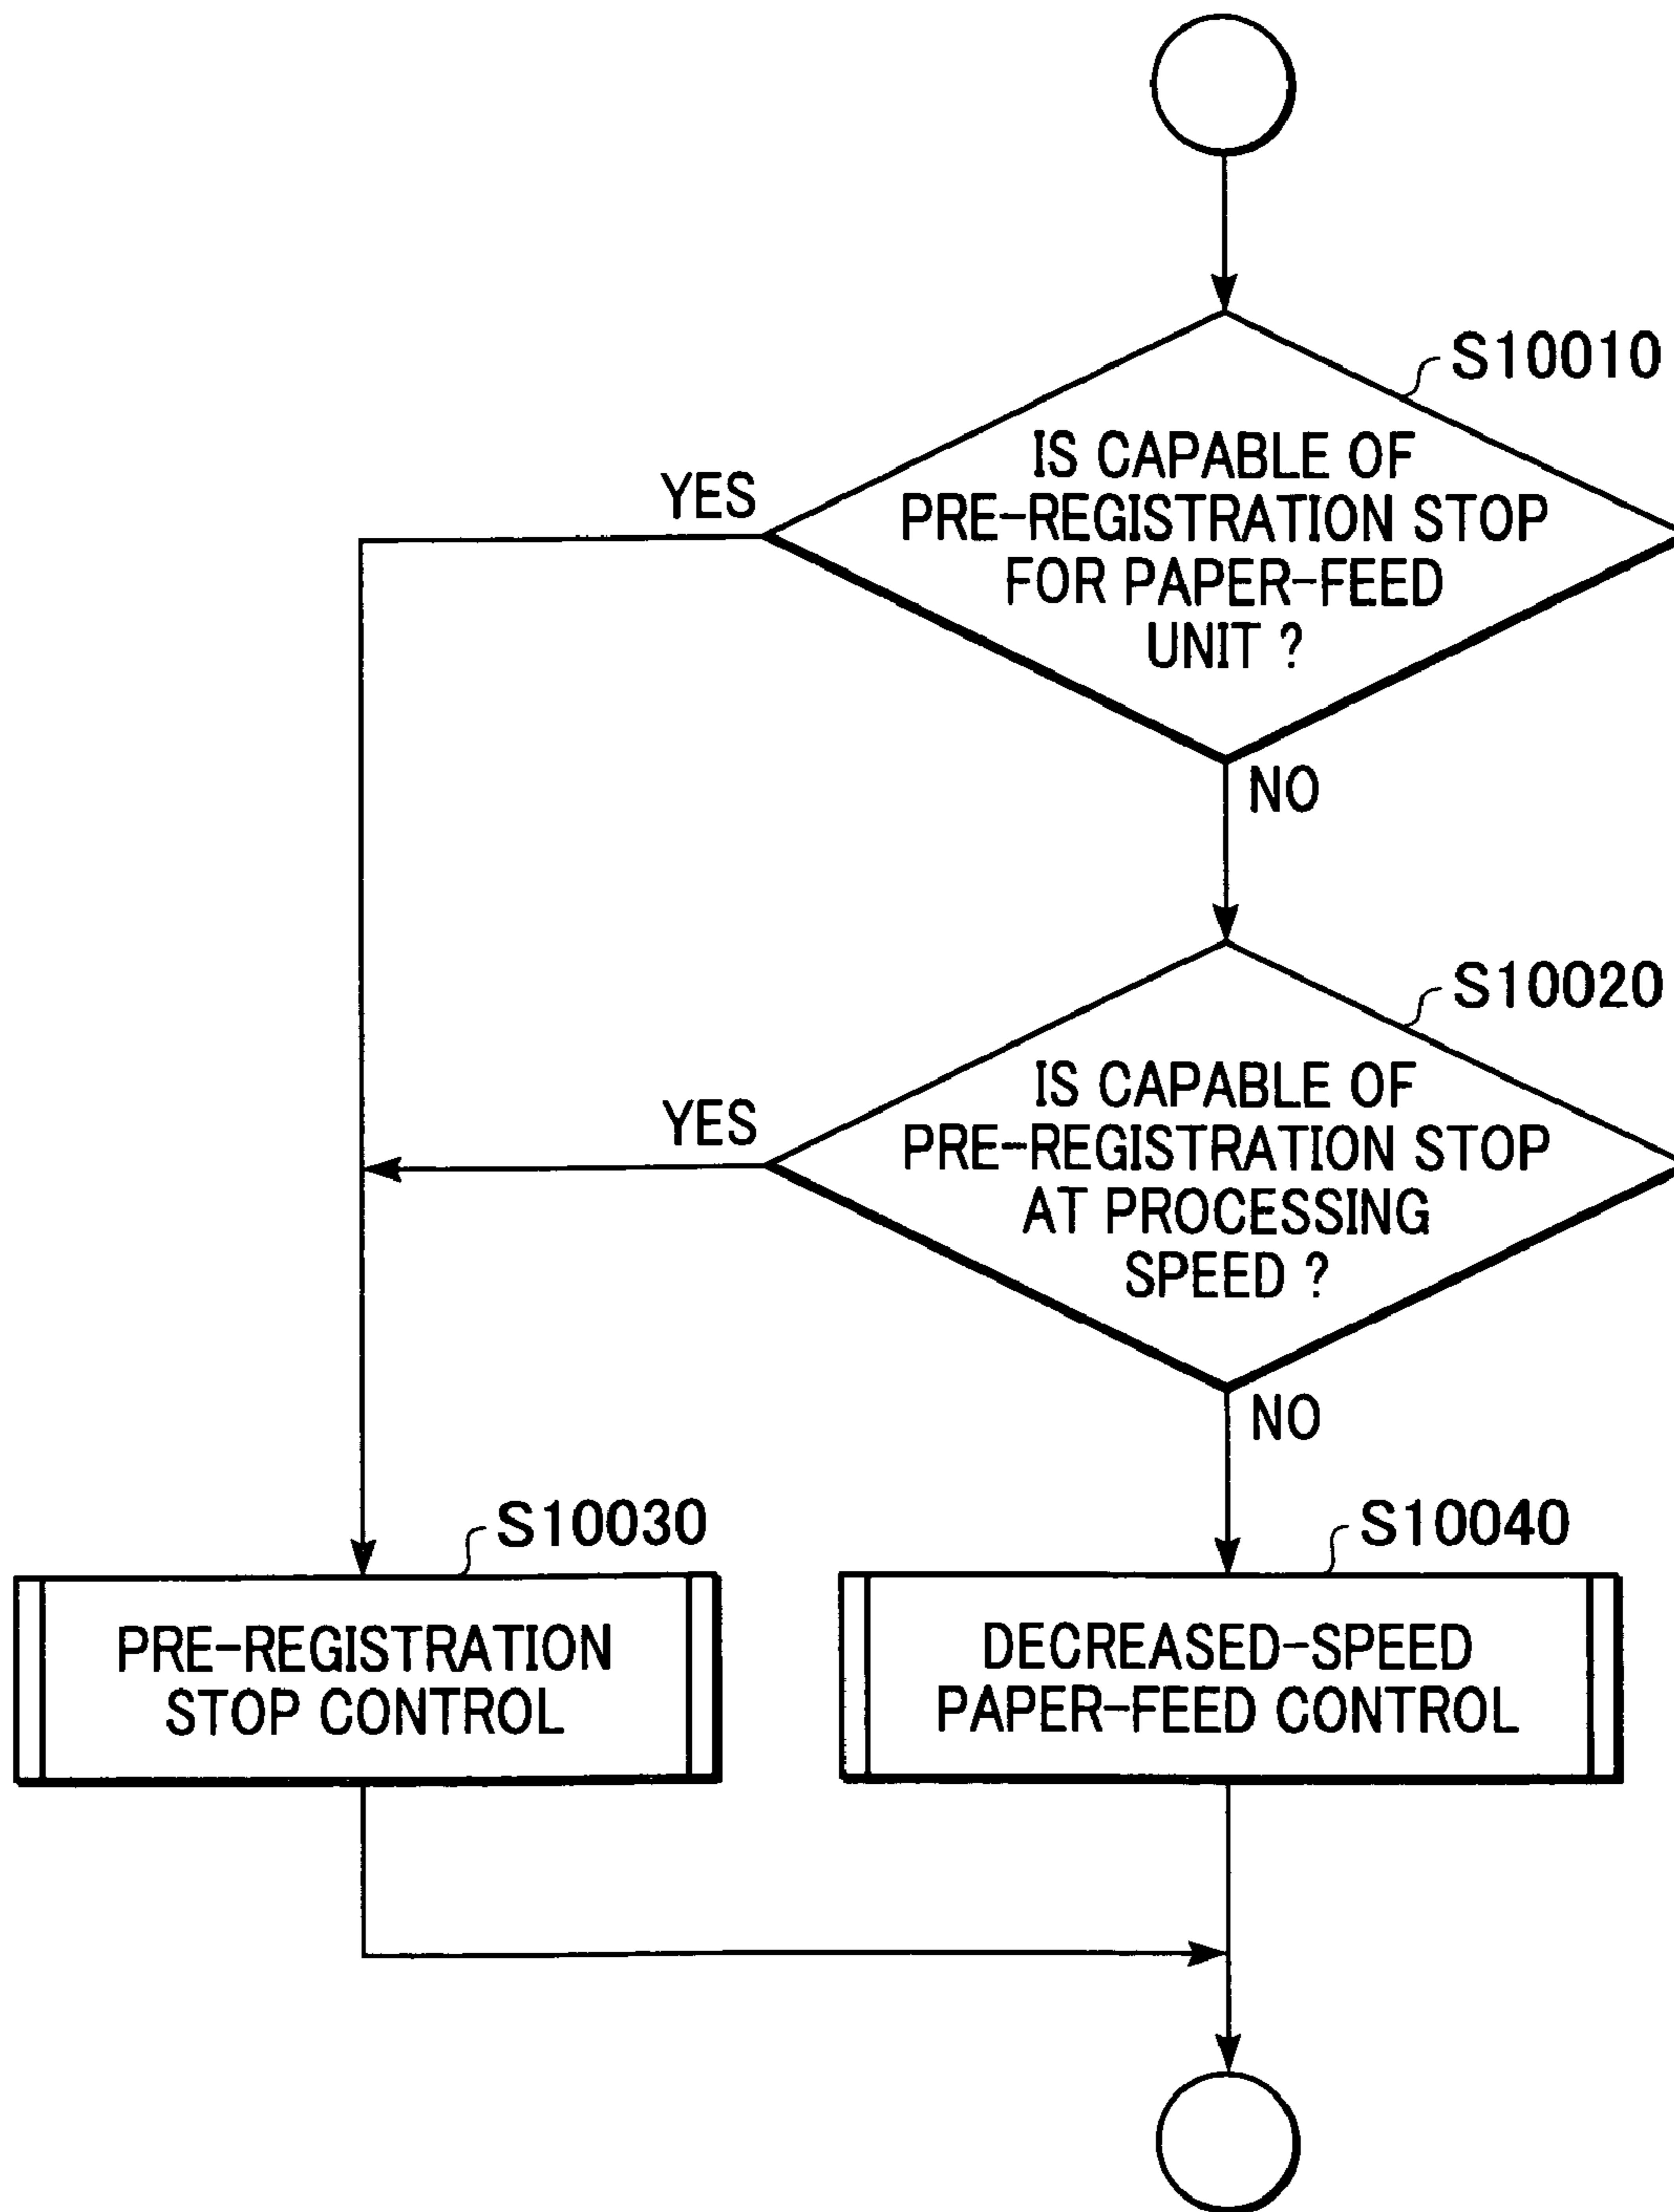 S10010
IS CAPABLE OF
PRE-REGISTRATION STOP
FOR PAPER-FEED
UNIT ?
YES
NO
S10020
IS CAPABLE OF
PRE-REGISTRATION STOP
AT PROCESSING
SPEED ?
YES
NO
S10030
PRE-REGISTRATION
STOP CONTROL
S10040
DECREASED-SPEED
PAPER-FEED CONTROL